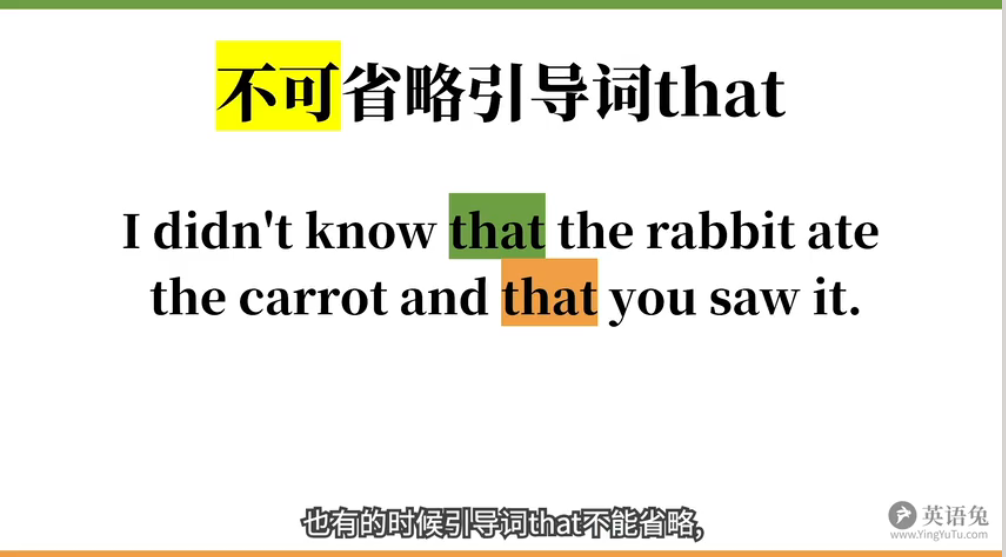 不可省略引导词that
I didn't know that the rabbit ate
the carrot and that you saw it.
也有的时候引导词that不能省略,
英语兔
www.YingYuTu.com